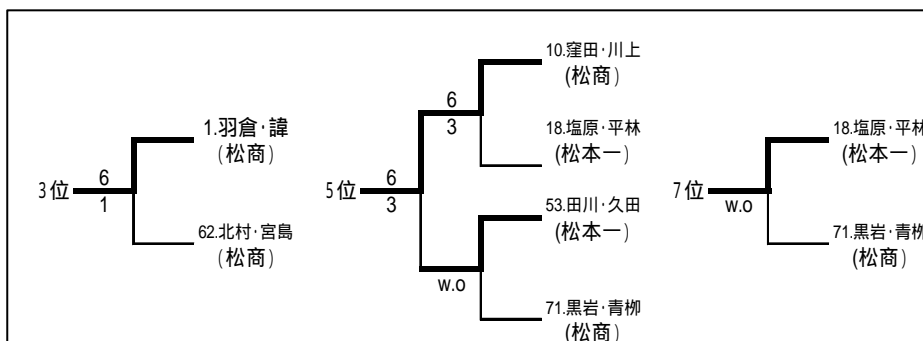 3位
6
1
1.羽倉・諱
(松商)
62.北村・宮島
(松商)
5位
6
3
6
3
10.窪田・川上
(松商)
18.塩原・平林
(松本一)
w.o
53.田川・久田
(松本一)
71.黒岩・青栁
(松商)
7位
w.o
18.塩原・平林
(松本一)
71.黒岩・青栁
(松商)